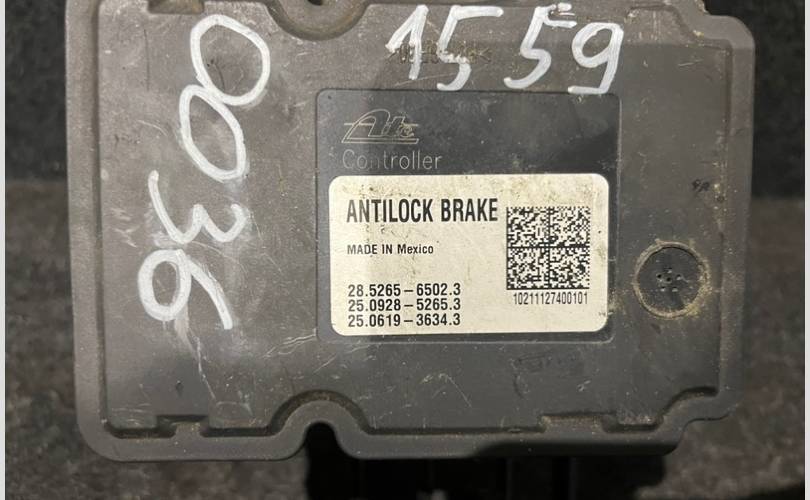 1559
0036
Ate
Controller
ANTILOCK BRAKE
MADE IN Mexico
28.5265-6502.3
25.0928-5265.3
25.0619-3634.3
10211127400101